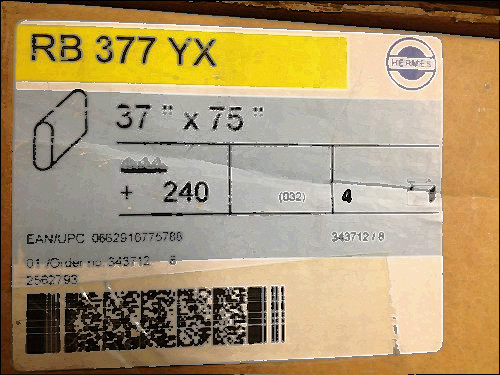 RB 377 YX
HERMES
37 " x 75 "
+ 240
(032)
4
EAN/UPC 0662916775788
343712 / 8
01 /Order no. 343712 8
2562793